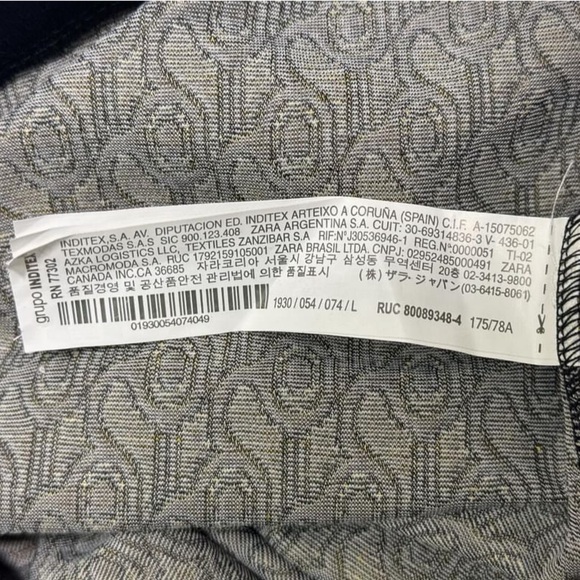 grupo INDITEX
RN 77302
INDITEX,S.A. AV. DIPUTACION ED. INDITEX ARTEIXO A CORUÑA (SPAIN) C.I.F. A-15075062
TEXMODAS S.A.S SIC 900.123.408 ZARA ARGENTINA S.A. CUIT: 30-69314836-3 V- 436-01
ZAKA LOGISTICS LLC, TEXTILES ZANZIBAR S.A RIF:NºJ30536946-1 REG.N:0000051 TI-02
MACROMODA S.A. RUC 1792159105001 ZARA BRASIL LTDA. CNPJ: 02952485000491 ZARA
CANADA INC.CA 36685 자라코리아 서울시 강남구 삼성동 무역센터 20층 02-3413-9800
품질경영 및 공산품안전 관리법에 의한 품질표시 (株) ザラ・ジャパン (03-6415-8061)
01930054074049
1930 / 054 / 074 / L
RUC 80089348-4 175/78A